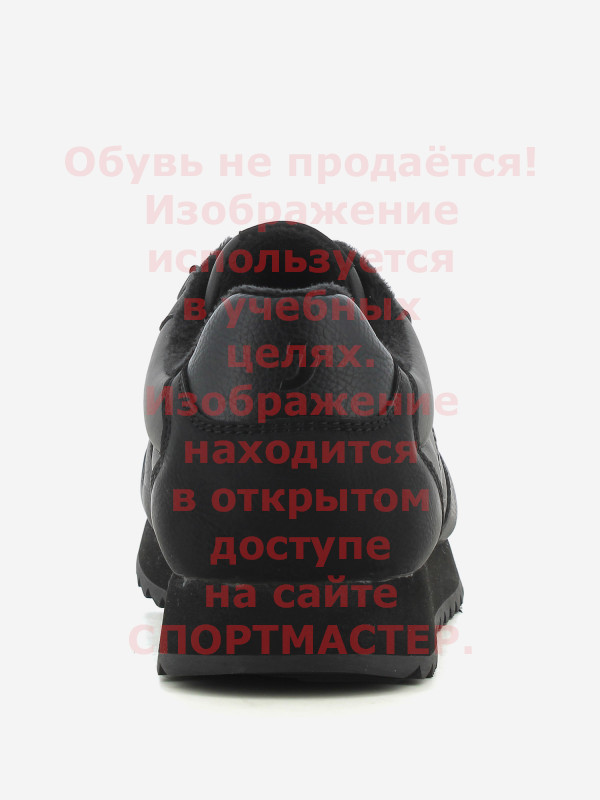 Обувь не продаётся!
Изображение
используется
в учебных
целях.
Изображение
находится
в открытом
доступе
на сайте
СПОРТМАСТЕР.